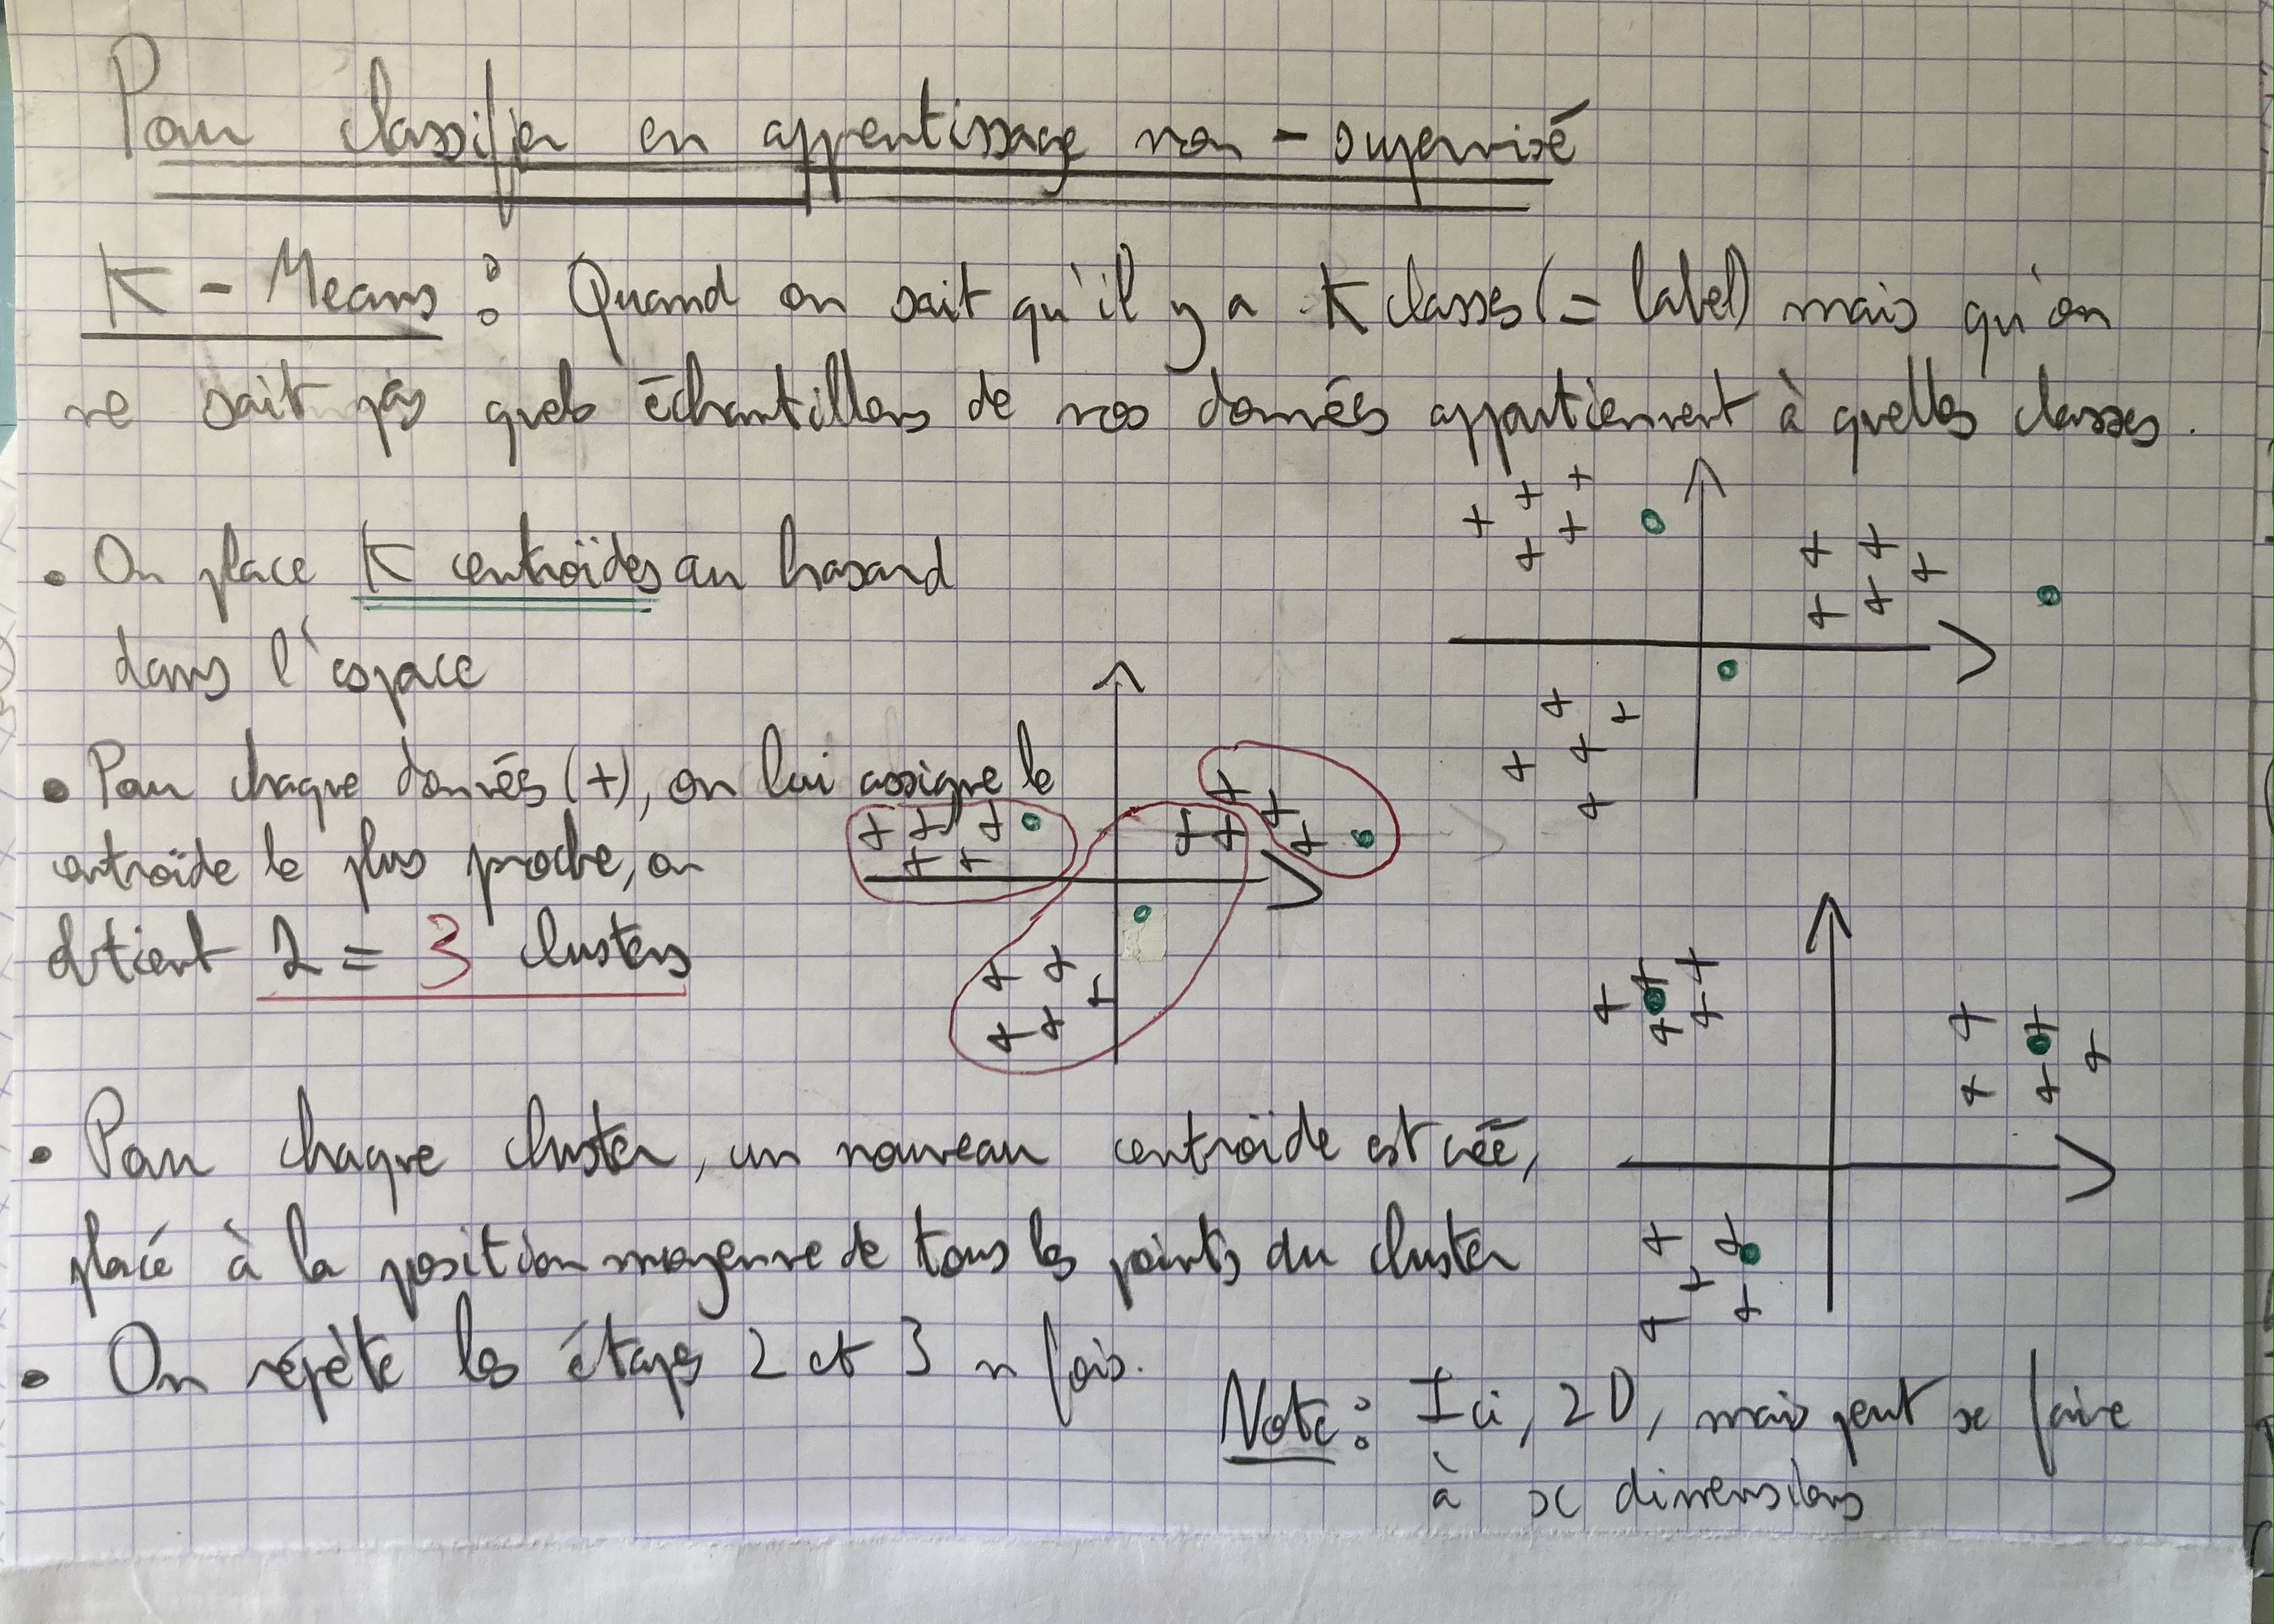 Pour classifier en apprentissage non-supervisé
K-Means : Quand on sait qu'il y a K classes (= label) mais qu'on
ne sait pas quels échantillons de nos données appartiennent à quelles classes.
• On place K centroïdes au hasard
dans l'espace
• Pour chaque données (+), on lui assigne le
centroïde le plus proche, on
obtient 2 = 3 clusters
• Pour chaque cluster, un nouveau centroïde est créé,
placé à la position moyenne de tous les points du cluster
• On répète les étapes 2 et 3 n fois.
Note : Ici, 2D, mais peut se faire
à x dimensions